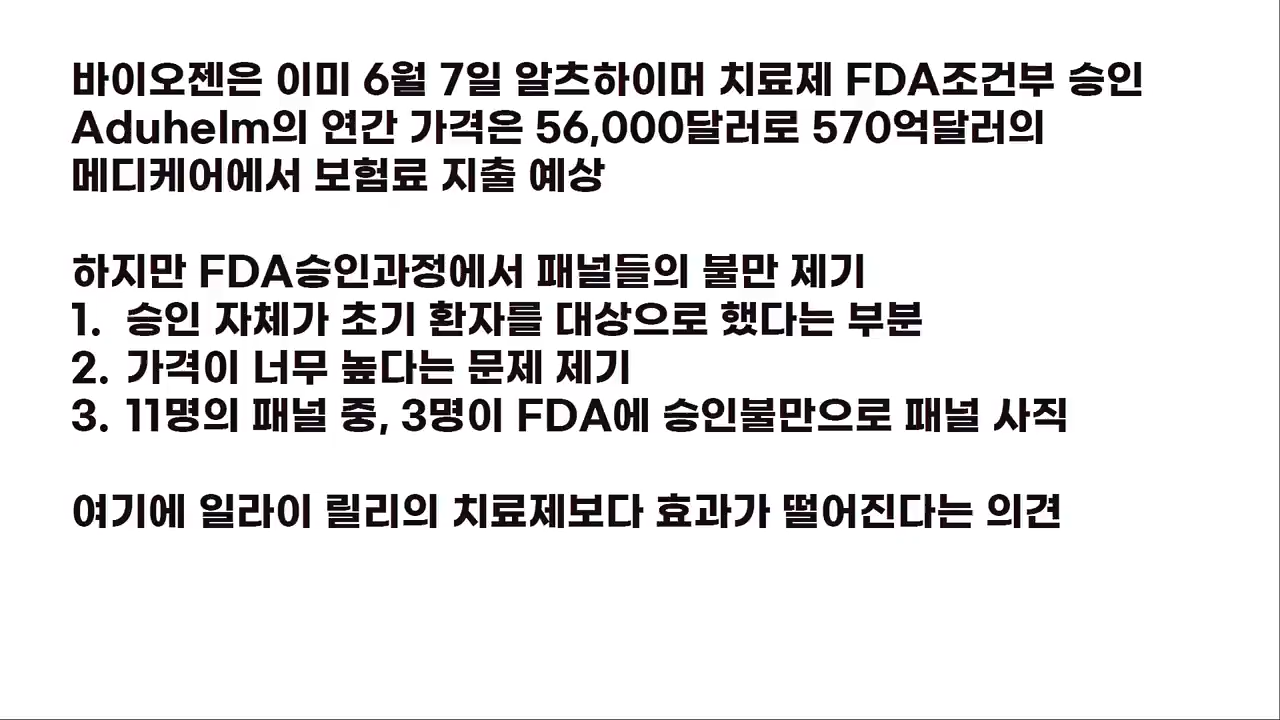 바이오젠은 이미 6월 7일 알츠하이머 치료제 FDA조건부 승인
Aduhelm의 연간 가격은 56,000달러로 570억달러의
메디케어에서 보험료 지출 예상
하지만 FDA승인과정에서 패널들의 불만 제기
1. 승인 자체가 초기 환자를 대상으로 했다는 부분
2. 가격이 너무 높다는 문제 제기
3. 11명의 패널 중, 3명이 FDA에 승인불만으로 패널 사직
여기에 일라이 릴리의 치료제보다 효과가 떨어진다는 의견